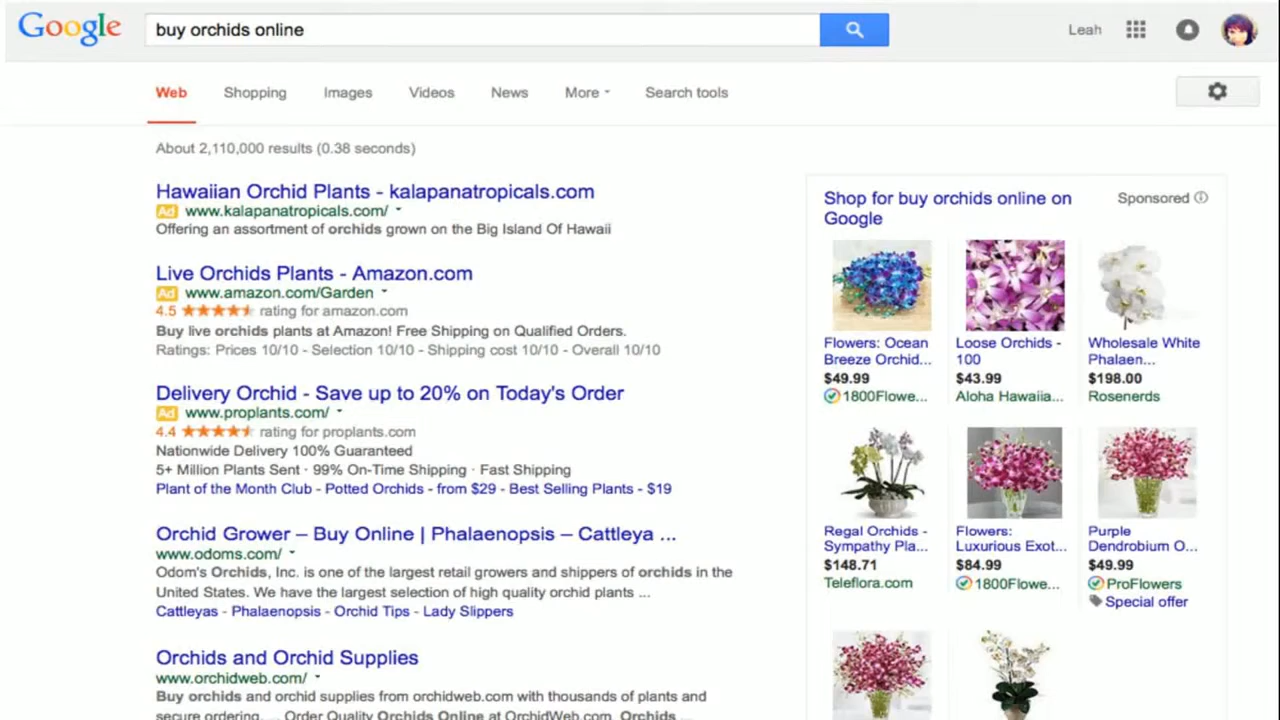 Google
buy orchids online
Leah
Web Shopping Images Videos News More Search tools
About 2,110,000 results (0.38 seconds)
Hawaiian Orchid Plants - kalapanatropicals.com
Ad www.kalapanatropicals.com/
Offering an assortment of orchids grown on the Big Island Of Hawaii
Live Orchids Plants - Amazon.com
Ad www.amazon.com/Garden
4.5 rating for amazon.com
Buy live orchids plants at Amazon! Free Shipping on Qualified Orders.
Ratings: Prices 10/10 - Selection 10/10 - Shipping cost 10/10 - Overall 10/10
Delivery Orchid - Save up to 20% on Today's Order
Ad www.proplants.com/
4.4 rating for proplants.com
Nationwide Delivery 100% Guaranteed
5+ Million Plants Sent · 99% On-Time Shipping · Fast Shipping
Plant of the Month Club - Potted Orchids - from $29 - Best Selling Plants - $19
Orchid Grower – Buy Online | Phalaenopsis – Cattleya ...
www.odoms.com/
Odom's Orchids, Inc. is one of the largest retail growers and shippers of orchids in the
United States. We have the largest selection of high quality orchid plants ...
Cattleyas - Phalaenopsis - Orchid Tips - Lady Slippers
Orchids and Orchid Supplies
www.orchidweb.com/
Buy orchids and orchid supplies from orchidweb.com with thousands of plants and
secure ordering. ... Order Quality Orchids Online at OrchidWeb.com. Orchids ...
Shop for buy orchids online on
Google
Sponsored
Flowers: Ocean
Breeze Orchid...
$49.99
1800Flowe...
Loose Orchids -
100
$43.99
Aloha Hawaiia...
Wholesale White
Phalaen...
$198.00
Rosenerds
Regal Orchids -
Sympathy Pla...
$148.71
Teleflora.com
Flowers:
Luxurious Exot...
$84.99
1800Flowe...
Purple
Dendrobium O...
$49.99
ProFlowers
Special offer